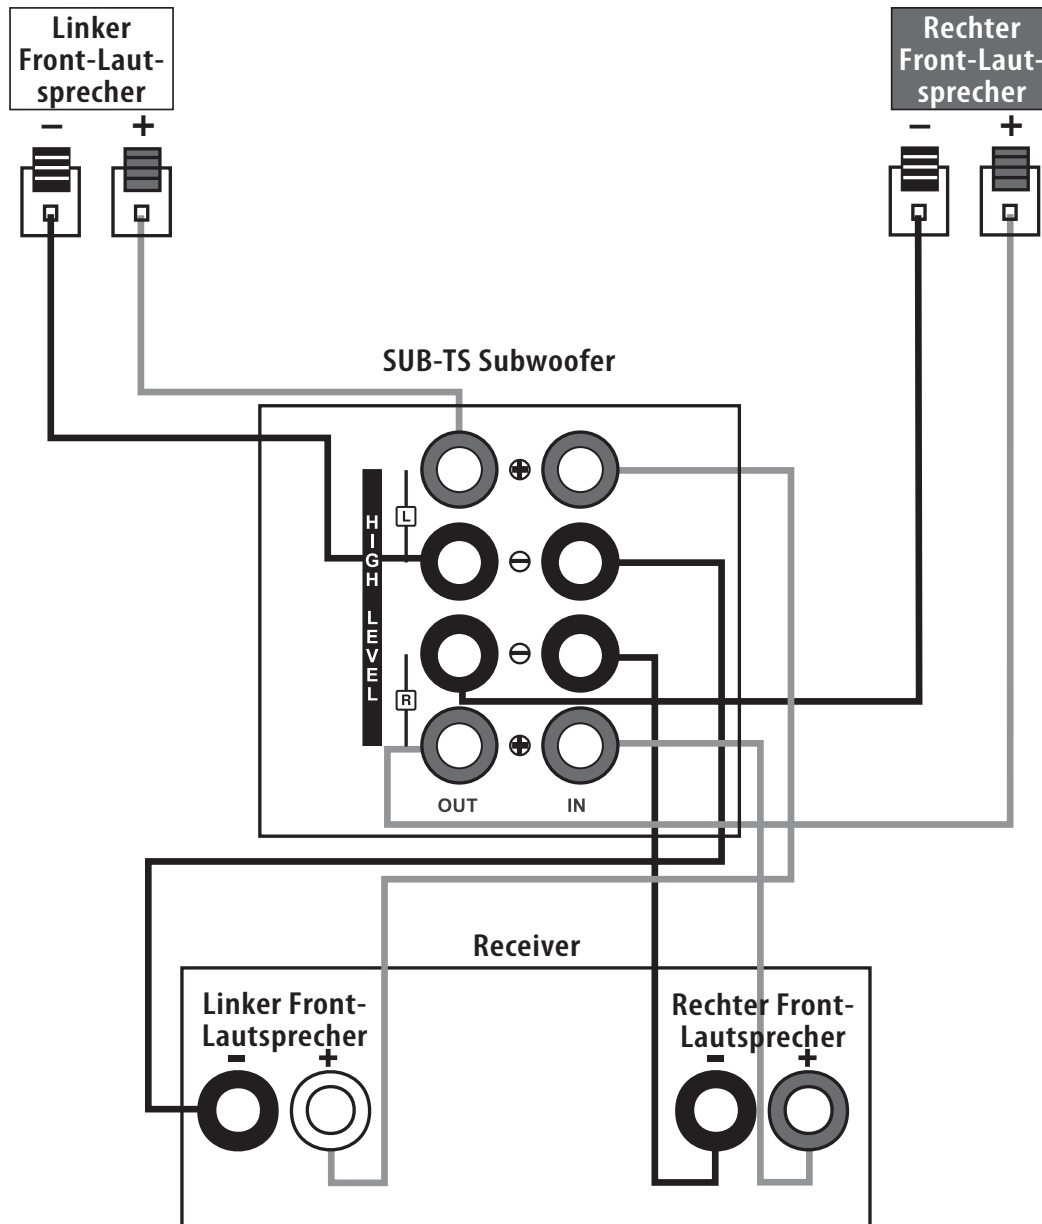 Linker
Front-Laut-
sprecher
Rechter
Front-Laut-
sprecher
− +
− +
SUB-TS Subwoofer
HIGH LEVEL
L
R
+
−
−
+
OUT IN
Receiver
Linker Front-
Lautsprecher
- +
Rechter Front-
Lautsprecher
- +